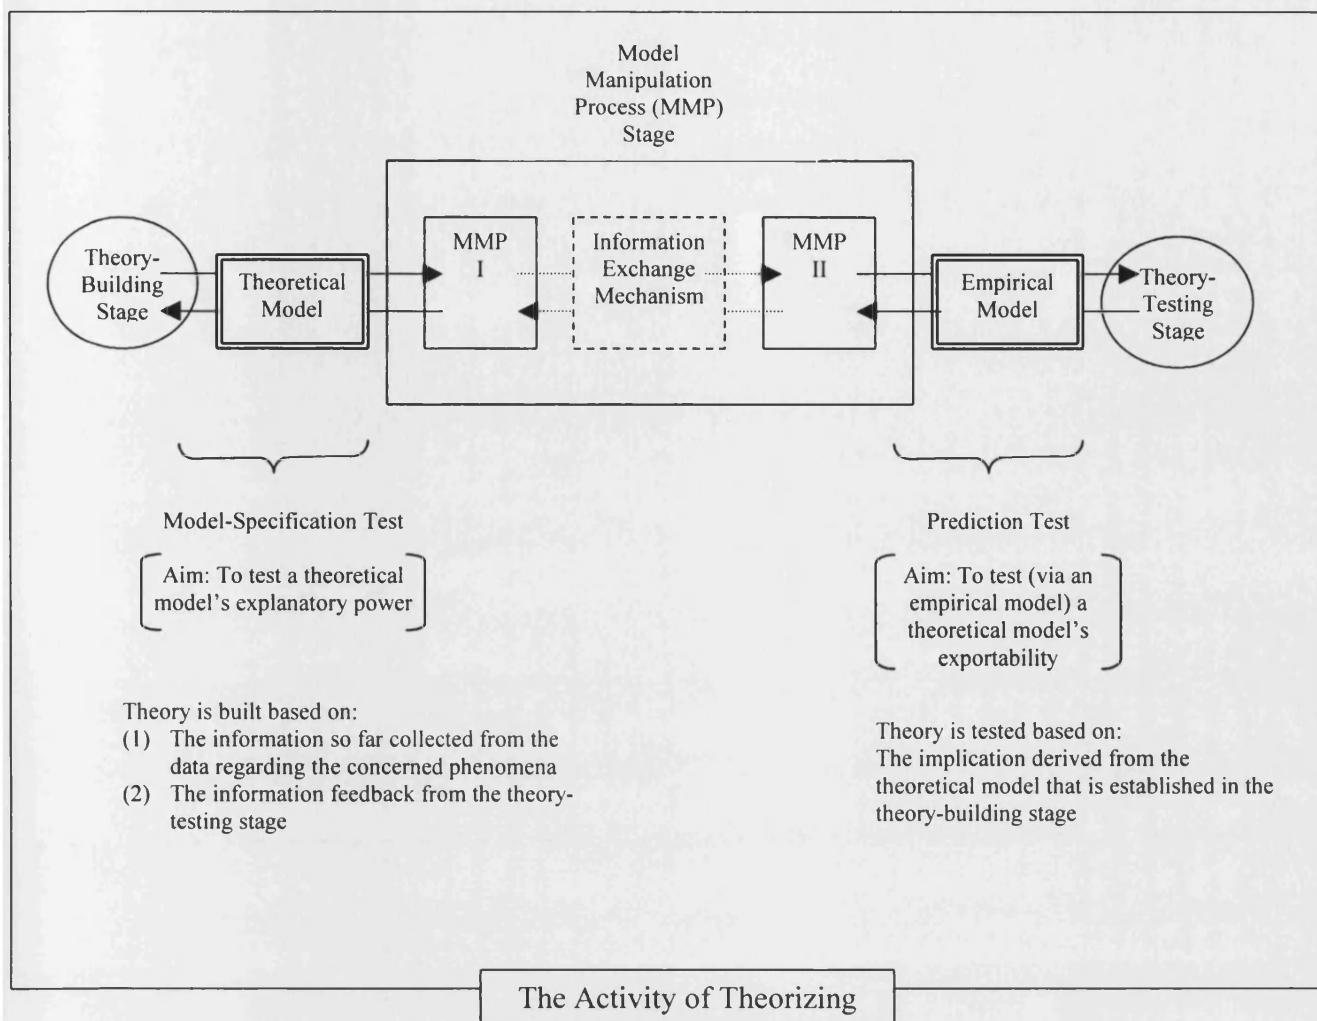 Model
Manipulation
Process (MMP)
Stage
Theory-
Building
Stage
Theoretical
Model
MMP
I
Information
Exchange
Mechanism
MMP
II
Empirical
Model
Theory-
Testing
Stage
Model-Specification Test
Aim: To test a theoretical
model's explanatory power
Prediction Test
Aim: To test (via an
empirical model) a
theoretical model's
exportability
Theory is built based on:
(1) The information so far collected from the
data regarding the concerned phenomena
(2) The information feedback from the theory-
testing stage
Theory is tested based on:
The implication derived from the
theoretical model that is established in the
theory-building stage
The Activity of Theorizing